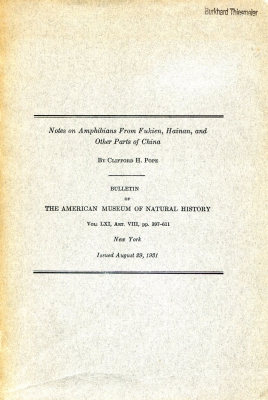 Burkhard Thiesmeier
Notes on Amphibians From Fukien, Hainan, and
Other Parts of China
By Clifford H. Pope
BULLETIN
OF
THE AMERICAN MUSEUM OF NATURAL HISTORY
Vol. LXI, Art. VIII, pp. 397-611
New York
Issued August 29, 1931